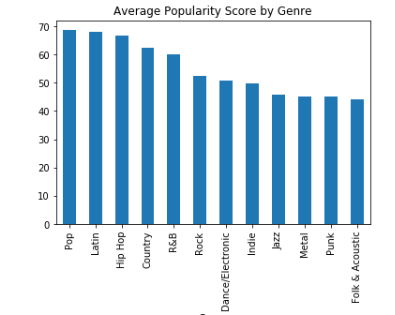 Average Popularity Score by Genre
70
60
50
40
30
20
10
0
Pop
Latin
Hip Hop
Country
R&B
Rock
Dance/Electronic
Indie
Jazz
Metal
Punk
Folk & Acoustic